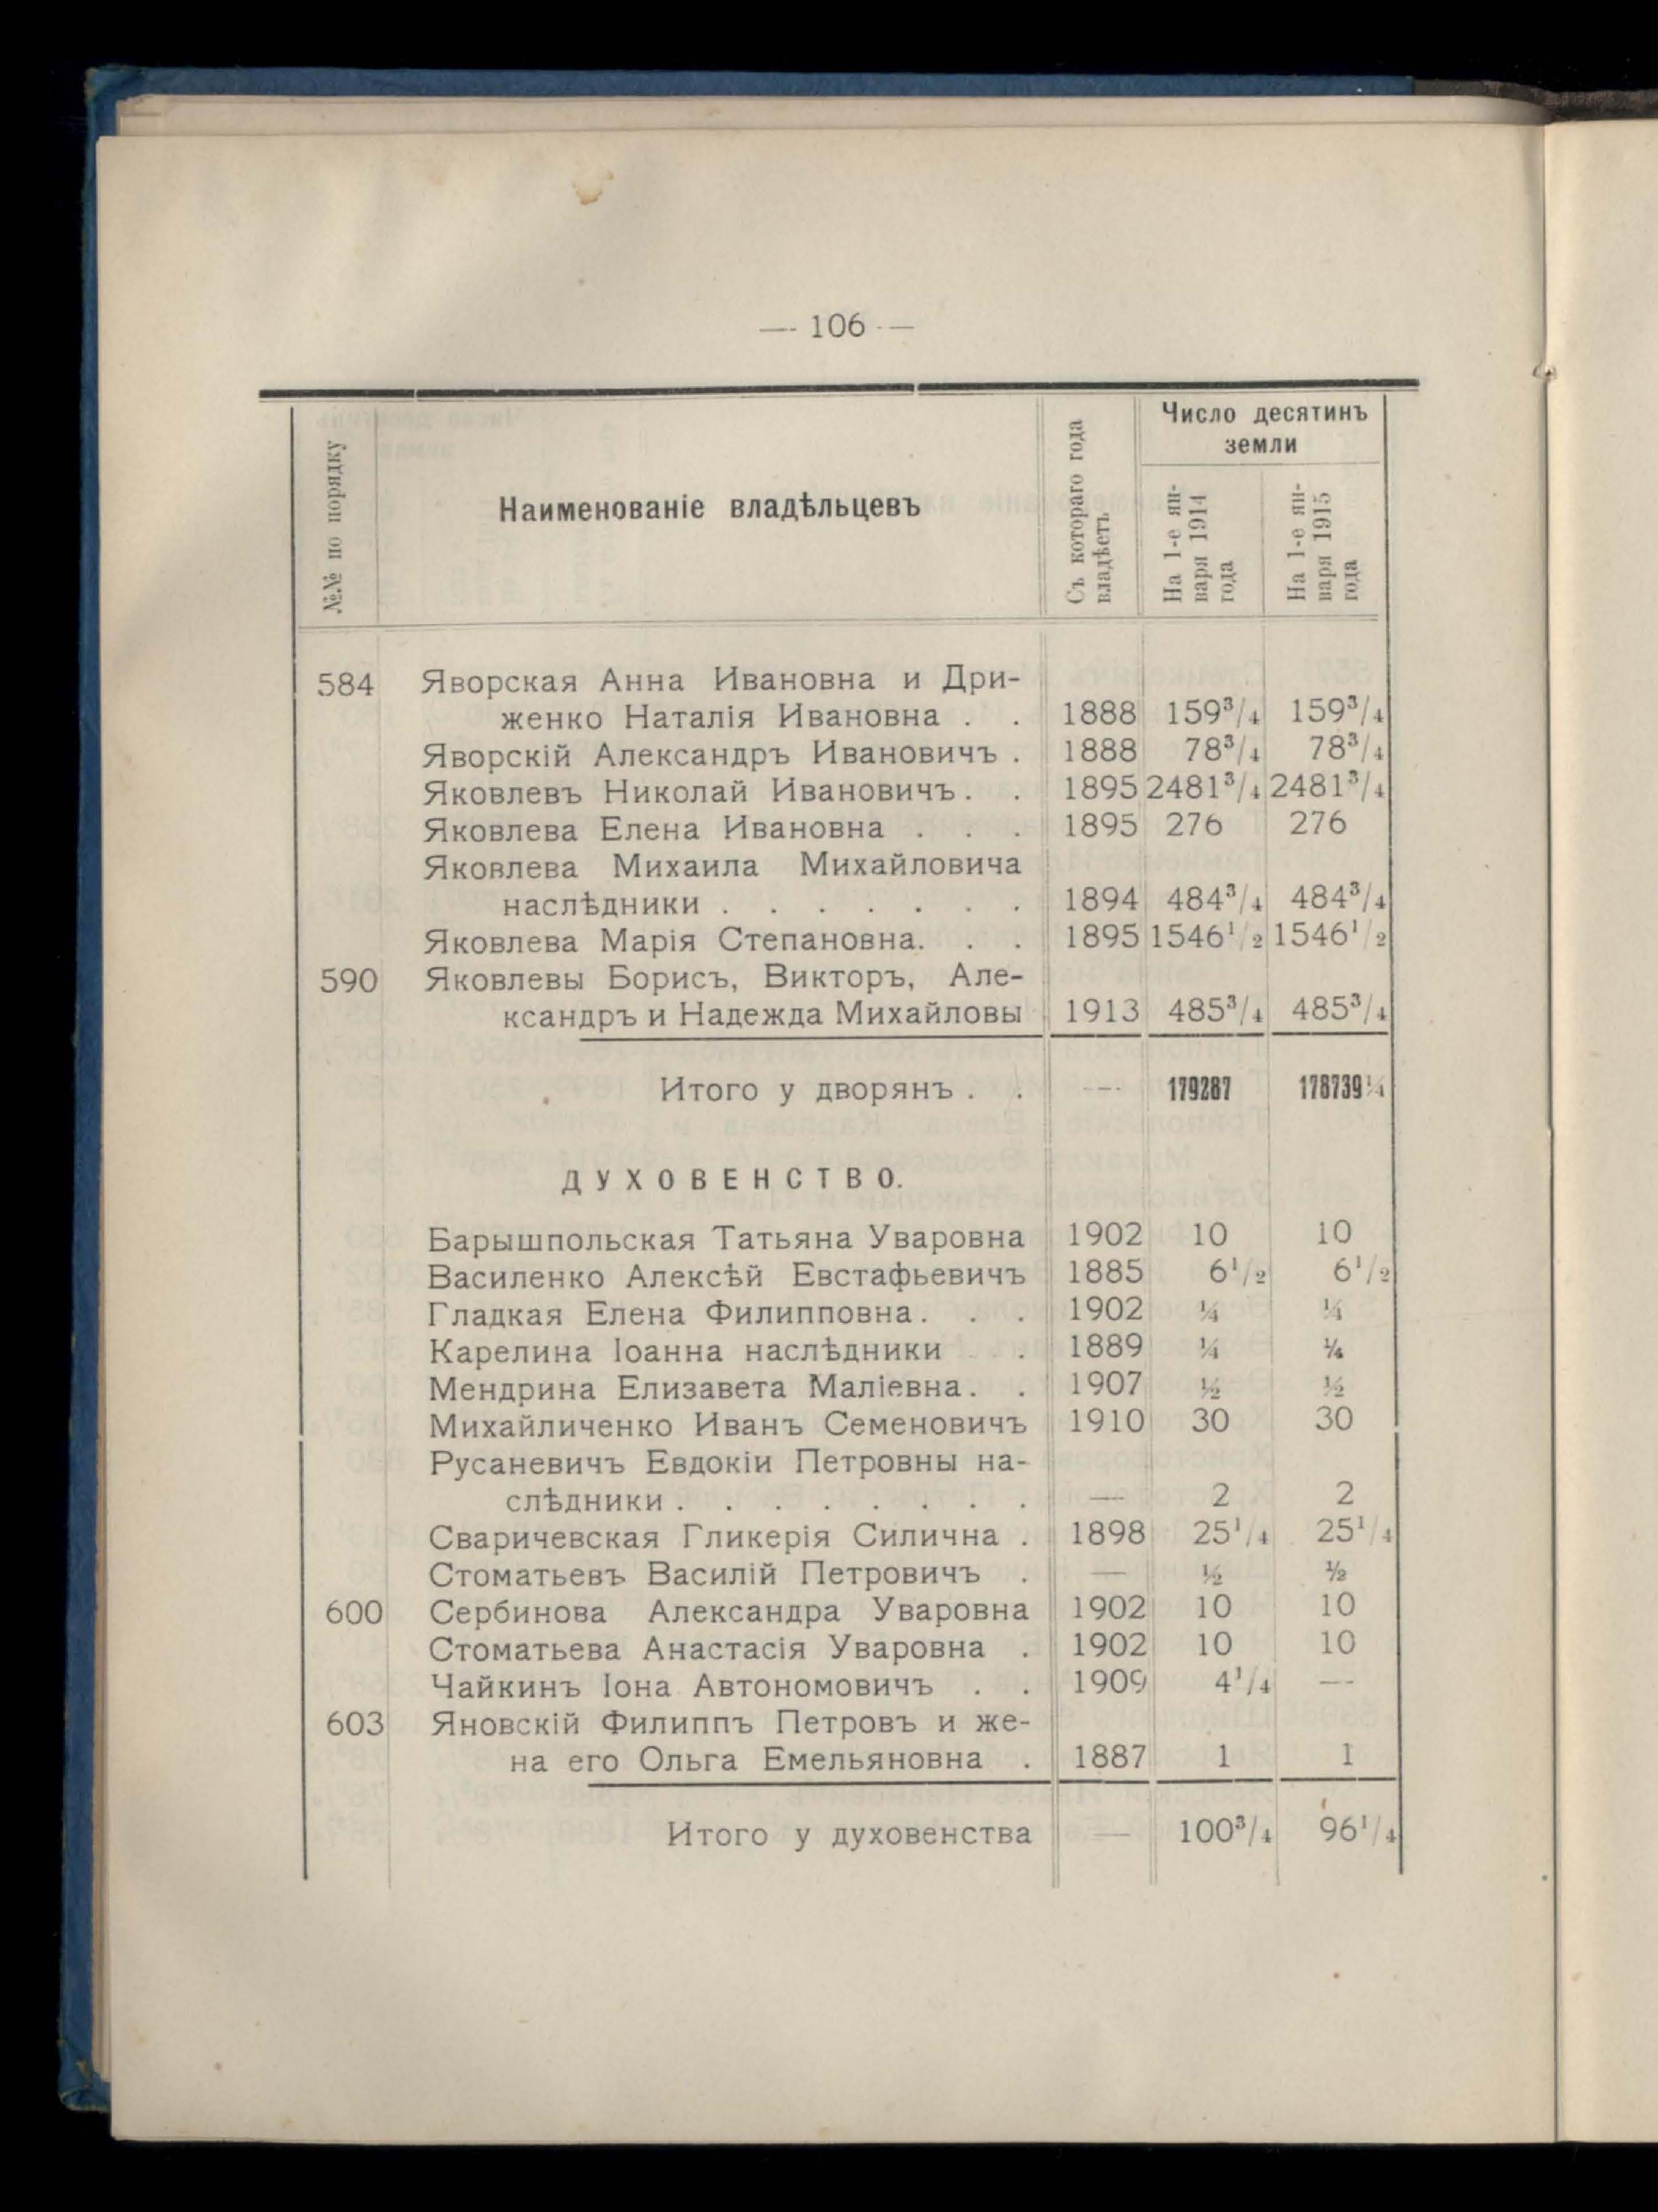 — 106 —
№№ по порядку
Наименованіе владѣльцевъ
Съ котораго года
владѣетъ
Число десятинъ
земли
На 1-е ян-
варя 1914
года
На 1-е ян-
варя 1915
года
584 Яворская Анна Ивановна и Дри-
женко Наталія Ивановна . . 1888 159³/₄ 159³/₄
Яворскій Александръ Ивановичъ . 1888 78³/₄ 78³/₄
Яковлевъ Николай Ивановичъ . . 1895 2481³/₄ 2481³/₄
Яковлева Елена Ивановна . . . 1895 276 276
Яковлева Михаила Михайловича
наслѣдники . . . . . . . 1894 484³/₄ 484³/₄
Яковлева Марія Степановна. . . 1895 1546¹/₂ 1546¹/₂
590 Яковлевы Борисъ, Викторъ, Але-
ксандръ и Надежда Михайловы 1913 485³/₄ 485³/₄
Итого у дворянъ . . — 179287 178739¼
ДУХОВЕНСТВО.
Барышпольская Татьяна Уваровна 1902 10 10
Василенко Алексѣй Евстафьевичъ 1885 6¹/₂ 6¹/₂
Гладкая Елена Филипповна. . . 1902 ¼ ¼
Карелина Іоанна наслѣдники . 1889 ¼ ¼
Мендрина Елизавета Маліевна. . 1907 ½ ½
Михайличенко Иванъ Семеновичъ 1910 30 30
Русаневичъ Евдокіи Петровны на-
слѣдники . . . . . . . . — 2 2
Сваричевская Гликерія Силична . 1898 25¹/₄ 25¹/₄
Стоматьевъ Василій Петровичъ . — ½ ½
600 Сербинова Александра Уваровна 1902 10 10
Стоматьева Анастасія Уваровна . 1902 10 10
Чайкинъ Іона Автономовичъ . . 1909 4¹/₄ —
603 Яновскій Филиппъ Петровъ и же-
на его Ольга Емельяновна . 1887 1 1
Итого у духовенства — 100³/₄ 96¹/₄